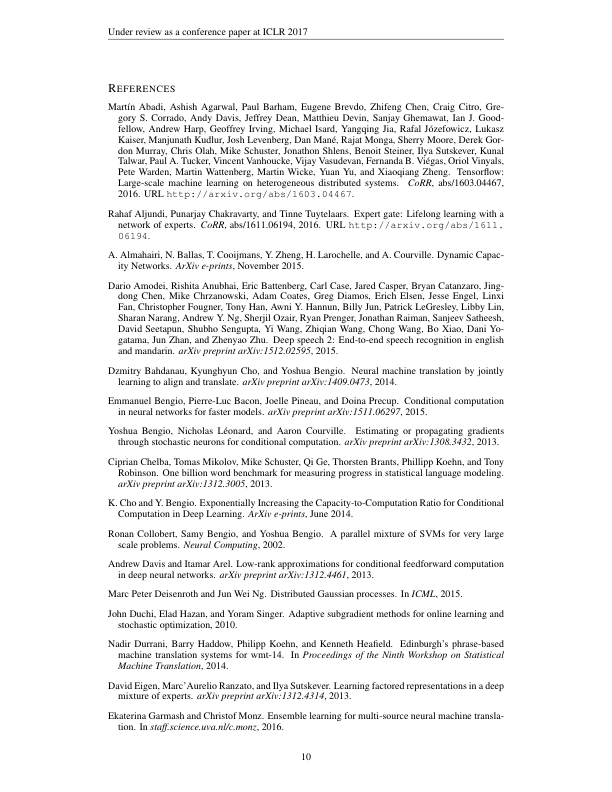 Under review as a conference paper at ICLR 2017
REFERENCES
Martín Abadi, Ashish Agarwal, Paul Barham, Eugene Brevdo, Zhifeng Chen, Craig Citro, Gre-
gory S. Corrado, Andy Davis, Jeffrey Dean, Matthieu Devin, Sanjay Ghemawat, Ian J. Good-
fellow, Andrew Harp, Geoffrey Irving, Michael Isard, Yangqing Jia, Rafal Józefowicz, Lukasz
Kaiser, Manjunath Kudlur, Josh Levenberg, Dan Mané, Rajat Monga, Sherry Moore, Derek Gor-
don Murray, Chris Olah, Mike Schuster, Jonathon Shlens, Benoit Steiner, Ilya Sutskever, Kunal
Talwar, Paul A. Tucker, Vincent Vanhoucke, Vijay Vasudevan, Fernanda B. Viégas, Oriol Vinyals,
Pete Warden, Martin Wattenberg, Martin Wicke, Yuan Yu, and Xiaoqiang Zheng. Tensorflow:
Large-scale machine learning on heterogeneous distributed systems. CoRR, abs/1603.04467,
2016. URL http://arxiv.org/abs/1603.04467.
Rahaf Aljundi, Punarjay Chakravarty, and Tinne Tuytelaars. Expert gate: Lifelong learning with a
network of experts. CoRR, abs/1611.06194, 2016. URL http://arxiv.org/abs/1611.
06194.
A. Almahairi, N. Ballas, T. Cooijmans, Y. Zheng, H. Larochelle, and A. Courville. Dynamic Capac-
ity Networks. ArXiv e-prints, November 2015.
Dario Amodei, Rishita Anubhai, Eric Battenberg, Carl Case, Jared Casper, Bryan Catanzaro, Jing-
dong Chen, Mike Chrzanowski, Adam Coates, Greg Diamos, Erich Elsen, Jesse Engel, Linxi
Fan, Christopher Fougner, Tony Han, Awni Y. Hannun, Billy Jun, Patrick LeGresley, Libby Lin,
Sharan Narang, Andrew Y. Ng, Sherjil Ozair, Ryan Prenger, Jonathan Raiman, Sanjeev Satheesh,
David Seetapun, Shubho Sengupta, Yi Wang, Zhiqian Wang, Chong Wang, Bo Xiao, Dani Yo-
gatama, Jun Zhan, and Zhenyao Zhu. Deep speech 2: End-to-end speech recognition in english
and mandarin. arXiv preprint arXiv:1512.02595, 2015.
Dzmitry Bahdanau, Kyunghyun Cho, and Yoshua Bengio. Neural machine translation by jointly
learning to align and translate. arXiv preprint arXiv:1409.0473, 2014.
Emmanuel Bengio, Pierre-Luc Bacon, Joelle Pineau, and Doina Precup. Conditional computation
in neural networks for faster models. arXiv preprint arXiv:1511.06297, 2015.
Yoshua Bengio, Nicholas Léonard, and Aaron Courville. Estimating or propagating gradients
through stochastic neurons for conditional computation. arXiv preprint arXiv:1308.3432, 2013.
Ciprian Chelba, Tomas Mikolov, Mike Schuster, Qi Ge, Thorsten Brants, Phillipp Koehn, and Tony
Robinson. One billion word benchmark for measuring progress in statistical language modeling.
arXiv preprint arXiv:1312.3005, 2013.
K. Cho and Y. Bengio. Exponentially Increasing the Capacity-to-Computation Ratio for Conditional
Computation in Deep Learning. ArXiv e-prints, June 2014.
Ronan Collobert, Samy Bengio, and Yoshua Bengio. A parallel mixture of SVMs for very large
scale problems. Neural Computing, 2002.
Andrew Davis and Itamar Arel. Low-rank approximations for conditional feedforward computation
in deep neural networks. arXiv preprint arXiv:1312.4461, 2013.
Marc Peter Deisenroth and Jun Wei Ng. Distributed Gaussian processes. In ICML, 2015.
John Duchi, Elad Hazan, and Yoram Singer. Adaptive subgradient methods for online learning and
stochastic optimization, 2010.
Nadir Durrani, Barry Haddow, Philipp Koehn, and Kenneth Heafield. Edinburgh's phrase-based
machine translation systems for wmt-14. In Proceedings of the Ninth Workshop on Statistical
Machine Translation, 2014.
David Eigen, Marc'Aurelio Ranzato, and Ilya Sutskever. Learning factored representations in a deep
mixture of experts. arXiv preprint arXiv:1312.4314, 2013.
Ekaterina Garmash and Christof Monz. Ensemble learning for multi-source neural machine transla-
tion. In staff.science.uva.nl/c.monz, 2016.
10